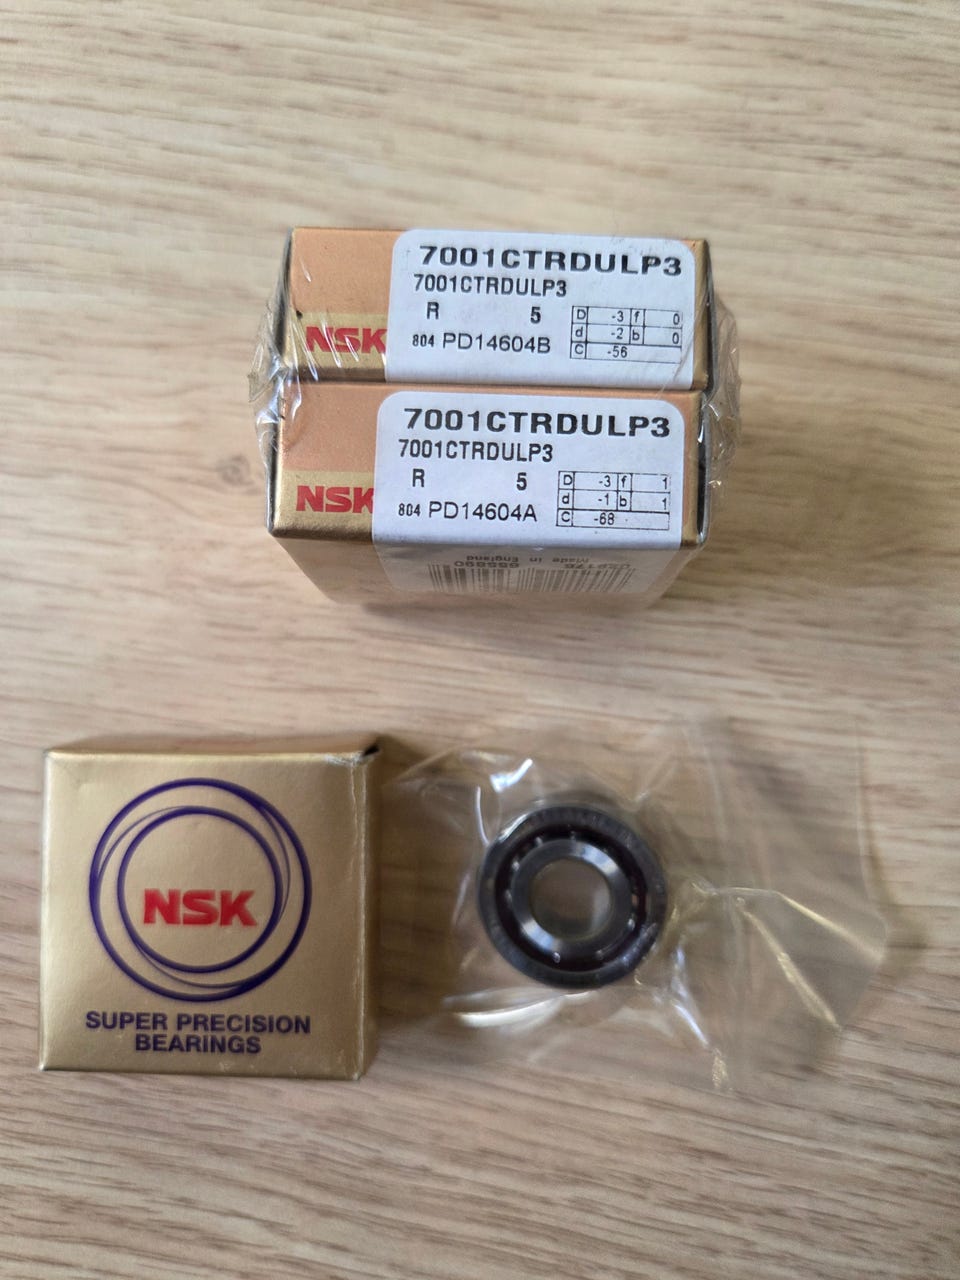 7001CTRDULP3
7001CTRDULP3
R 5
D -3 f 0
d -2 b 0
C -56
NSK
804 PD14604B
7001CTRDULP3
7001CTRDULP3
R 5
D -3 f 1
d -1 b 1
C -68
NSK
804 PD14604A
Made in England
655890
NSK
SUPER PRECISION
BEARINGS